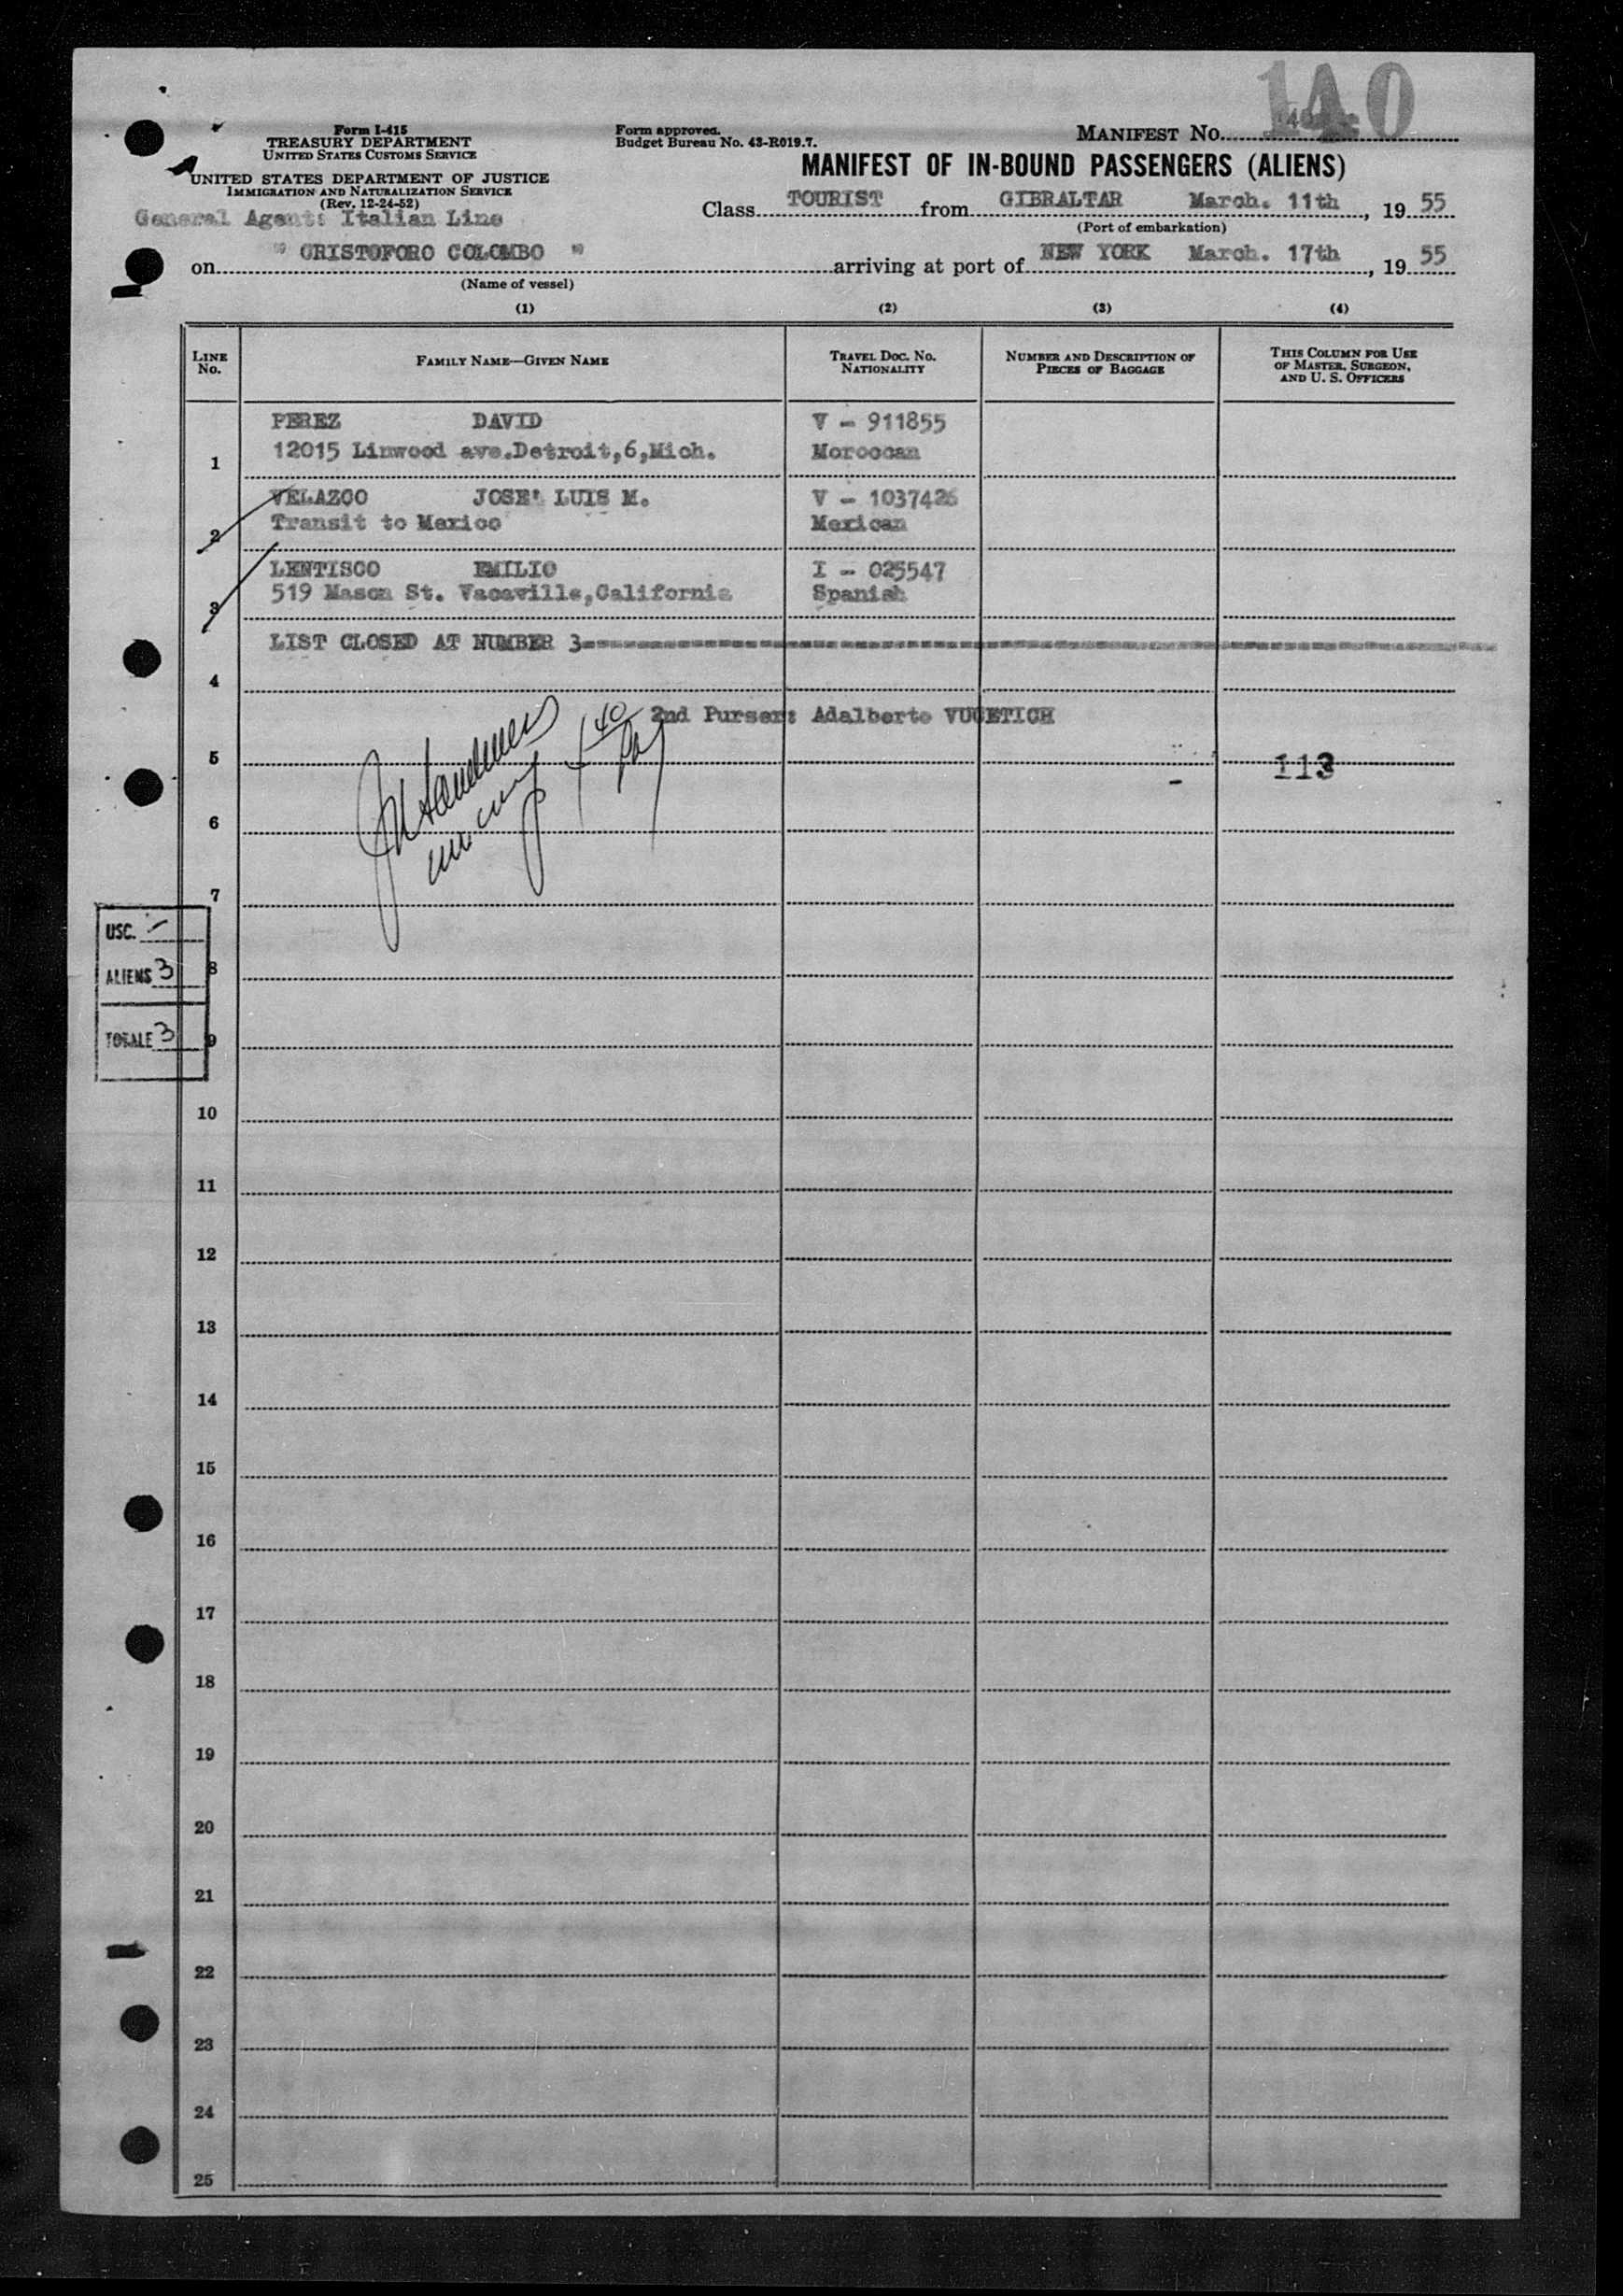 140
Form I-415
TREASURY DEPARTMENT
UNITED STATES CUSTOMS SERVICE
UNITED STATES DEPARTMENT OF JUSTICE
IMMIGRATION AND NATURALIZATION SERVICE
(Rev. 12-24-52)
General Agent: Italian Line
Form approved.
Budget Bureau No. 43-R019.7.
MANIFEST NO.
MANIFEST OF IN-BOUND PASSENGERS (ALIENS)
Class TOURIST from GIBRALTAR March. 11th , 19 55
(Port of embarkation)
on " CRISTOFORO COLOMBO " arriving at port of NEW YORK March. 17th , 19 55
(Name of vessel)
(1) (2) (3) (4)
LINE No. FAMILY NAME—GIVEN NAME TRAVEL DOC. NO. NATIONALITY NUMBER AND DESCRIPTION OF PIECES OF BAGGAGE THIS COLUMN FOR USE OF MASTER, SURGEON, AND U. S. OFFICERS
PEREZ DAVID V - 911855
1 12015 Linwood ave.Detroit,6,Mich. Moroccan
VELAZCO JOSE' LUIS M. V - 1037426
2 Transit to Mexico Mexican
LENTISCO EMILIO I - 025547
3 519 Mason St. Vacaville,California Spanish
LIST CLOSED AT NUMBER 3
4
2nd Purser: Adalberto VUCETICH
5 113
6
7
USC. -
ALIENS 3
8
TOTALE 3
9
10
11
12
13
14
15
16
17
18
19
20
21
22
23
24
25